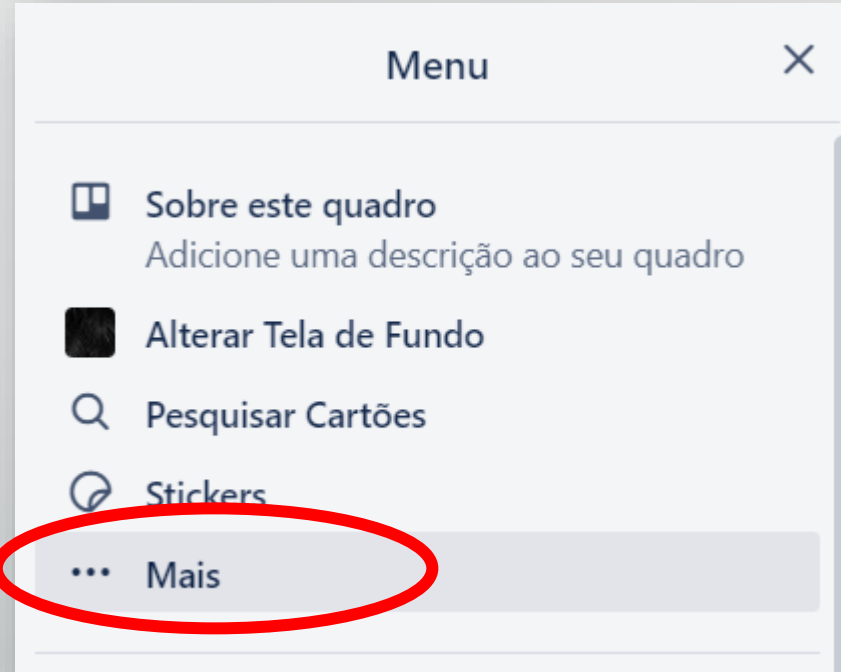 Menu
Sobre este quadro
Adicione uma descrição ao seu quadro
Alterar Tela de Fundo
Pesquisar Cartões
Stickers
Mais